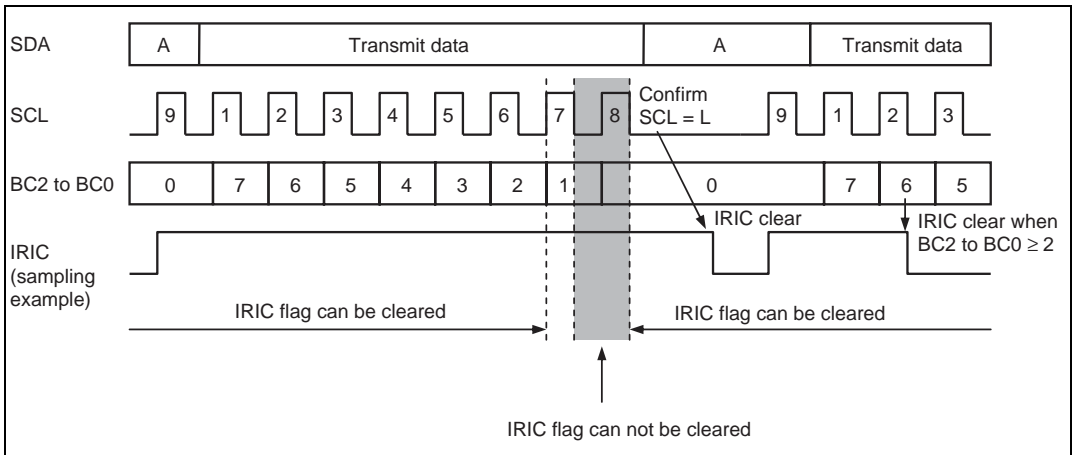 SDA A Transmit data A Transmit data
SCL 9 1 2 3 4 5 6 7 8 9 1 2 3
Confirm
SCL = L
BC2 to BC0 0 7 6 5 4 3 2 1 0 7 6 5
IRIC
(sampling
example)
IRIC clear
IRIC clear when
BC2 to BC0 ≥ 2
IRIC flag can be cleared
IRIC flag can be cleared
IRIC flag can not be cleared